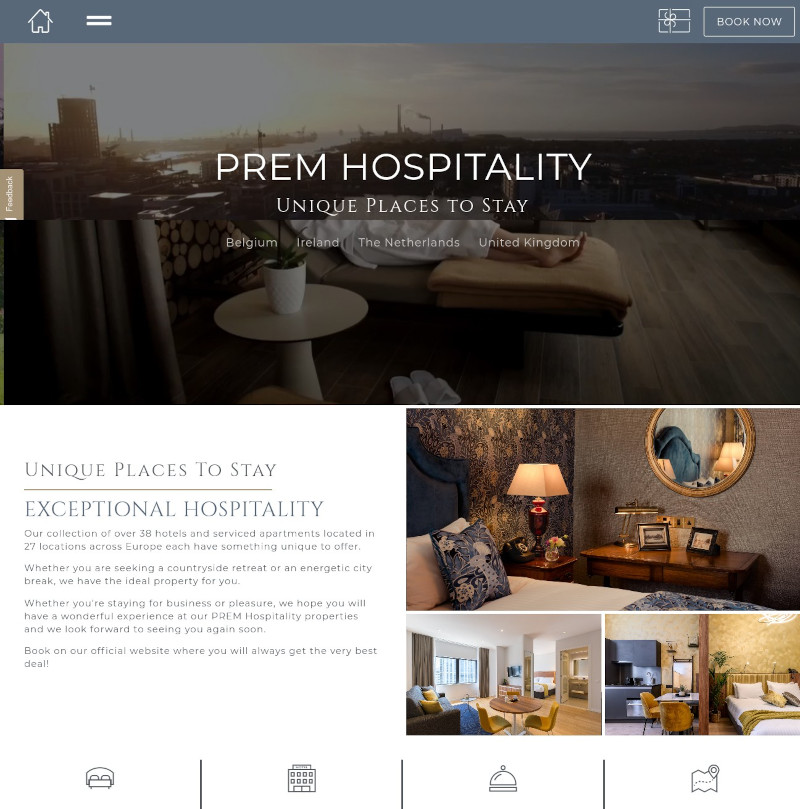 BOOK NOW
PREM HOSPITALITY
Unique Places to Stay
Feedback
Belgium Ireland The Netherlands United Kingdom
Unique Places To Stay
EXCEPTIONAL HOSPITALITY
Our collection of over 38 hotels and serviced apartments located in
27 locations across Europe each have something unique to offer.
Whether you are seeking a countryside retreat or an energetic city
break, we have the ideal property for you.
Whether you're staying for business or pleasure, we hope you will
have a wonderful experience at our PREM Hospitality properties
and we look forward to seeing you again soon.
Book on our official website where you will always get the very best
deal!